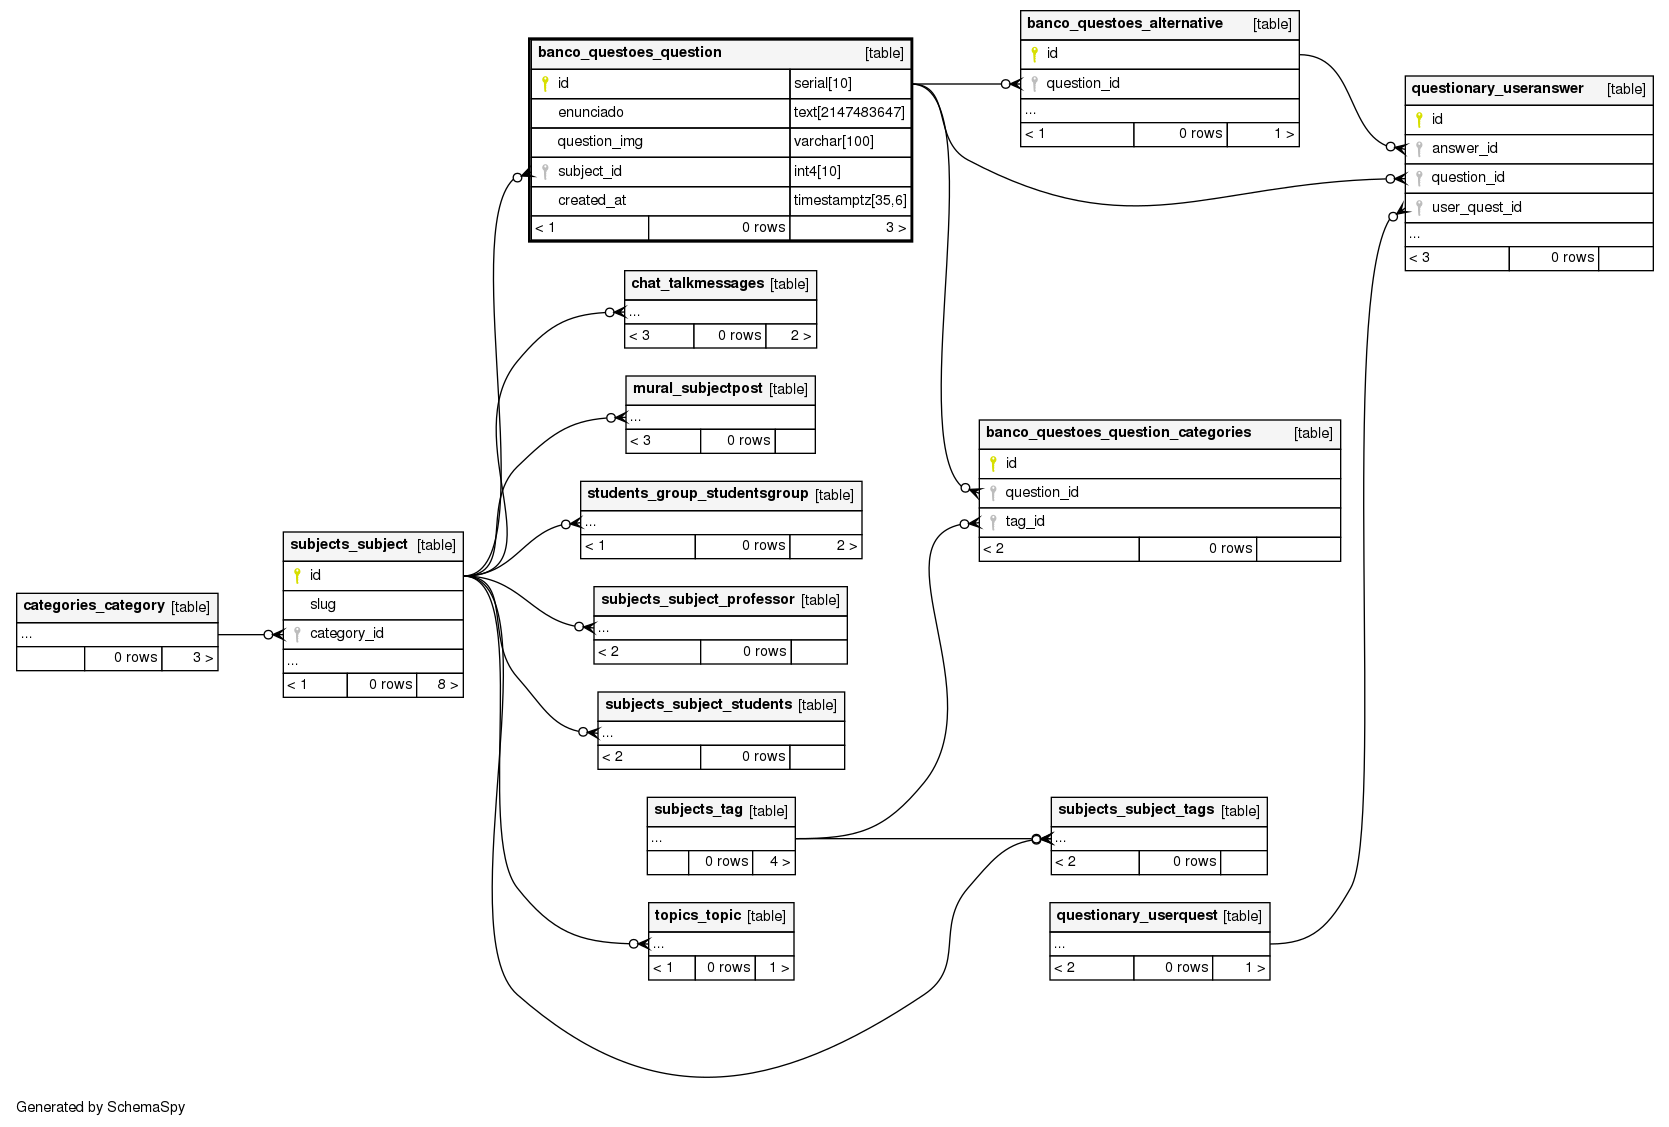 banco_questoes_question [table]
id serial[10]
enunciado text[2147483647]
question_img varchar[100]
subject_id int4[10]
created_at timestamptz[35,6]
< 1 0 rows 3 >
banco_questoes_alternative [table]
id
question_id
...
< 1 0 rows 1 >
questionary_useranswer [table]
id
answer_id
question_id
user_quest_id
...
< 3 0 rows
chat_talkmessages [table]
...
< 3 0 rows 2 >
mural_subjectpost [table]
...
< 3 0 rows
banco_questoes_question_categories [table]
id
question_id
tag_id
< 2 0 rows
students_group_studentsgroup [table]
...
< 1 0 rows 2 >
subjects_subject [table]
id
slug
category_id
...
< 1 0 rows 8 >
categories_category [table]
...
0 rows 3 >
subjects_subject_professor [table]
...
< 2 0 rows
subjects_subject_students [table]
...
< 2 0 rows
subjects_tag [table]
...
0 rows 4 >
subjects_subject_tags [table]
...
< 2 0 rows
topics_topic [table]
...
< 1 0 rows 1 >
questionary_userquest [table]
...
< 2 0 rows 1 >
Generated by SchemaSpy